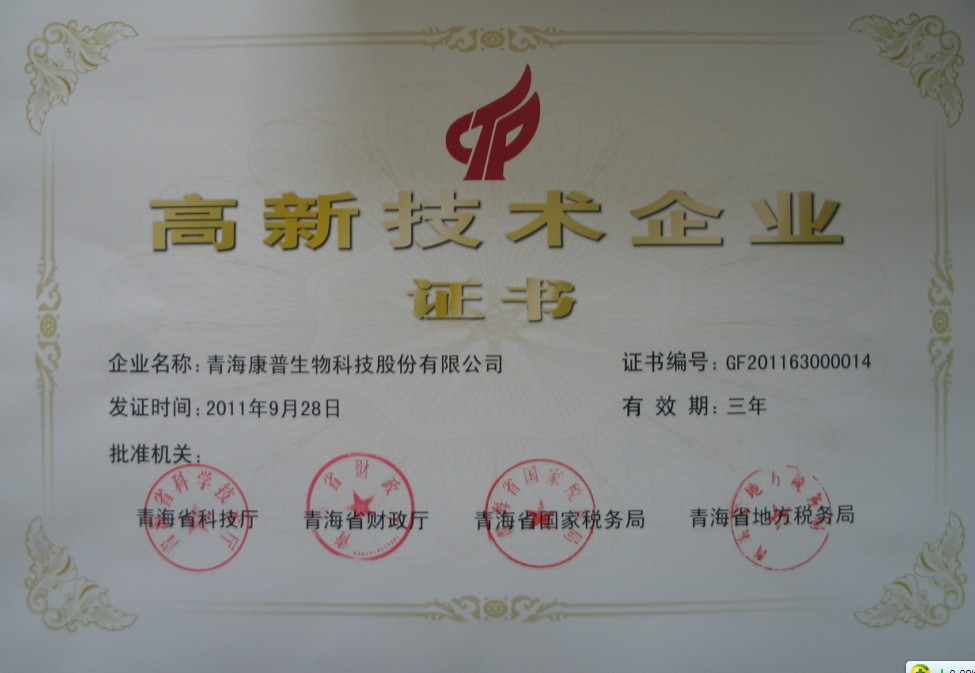 CTP
高新技术企业
证书
企业名称：青海康普生物科技股份有限公司
证书编号：GF201163000014
发证时间：2011年9月28日
有 效 期：三年
批准机关：
青海省科技厅 青海省财政厅 青海省国家税务局 青海省地方税务局